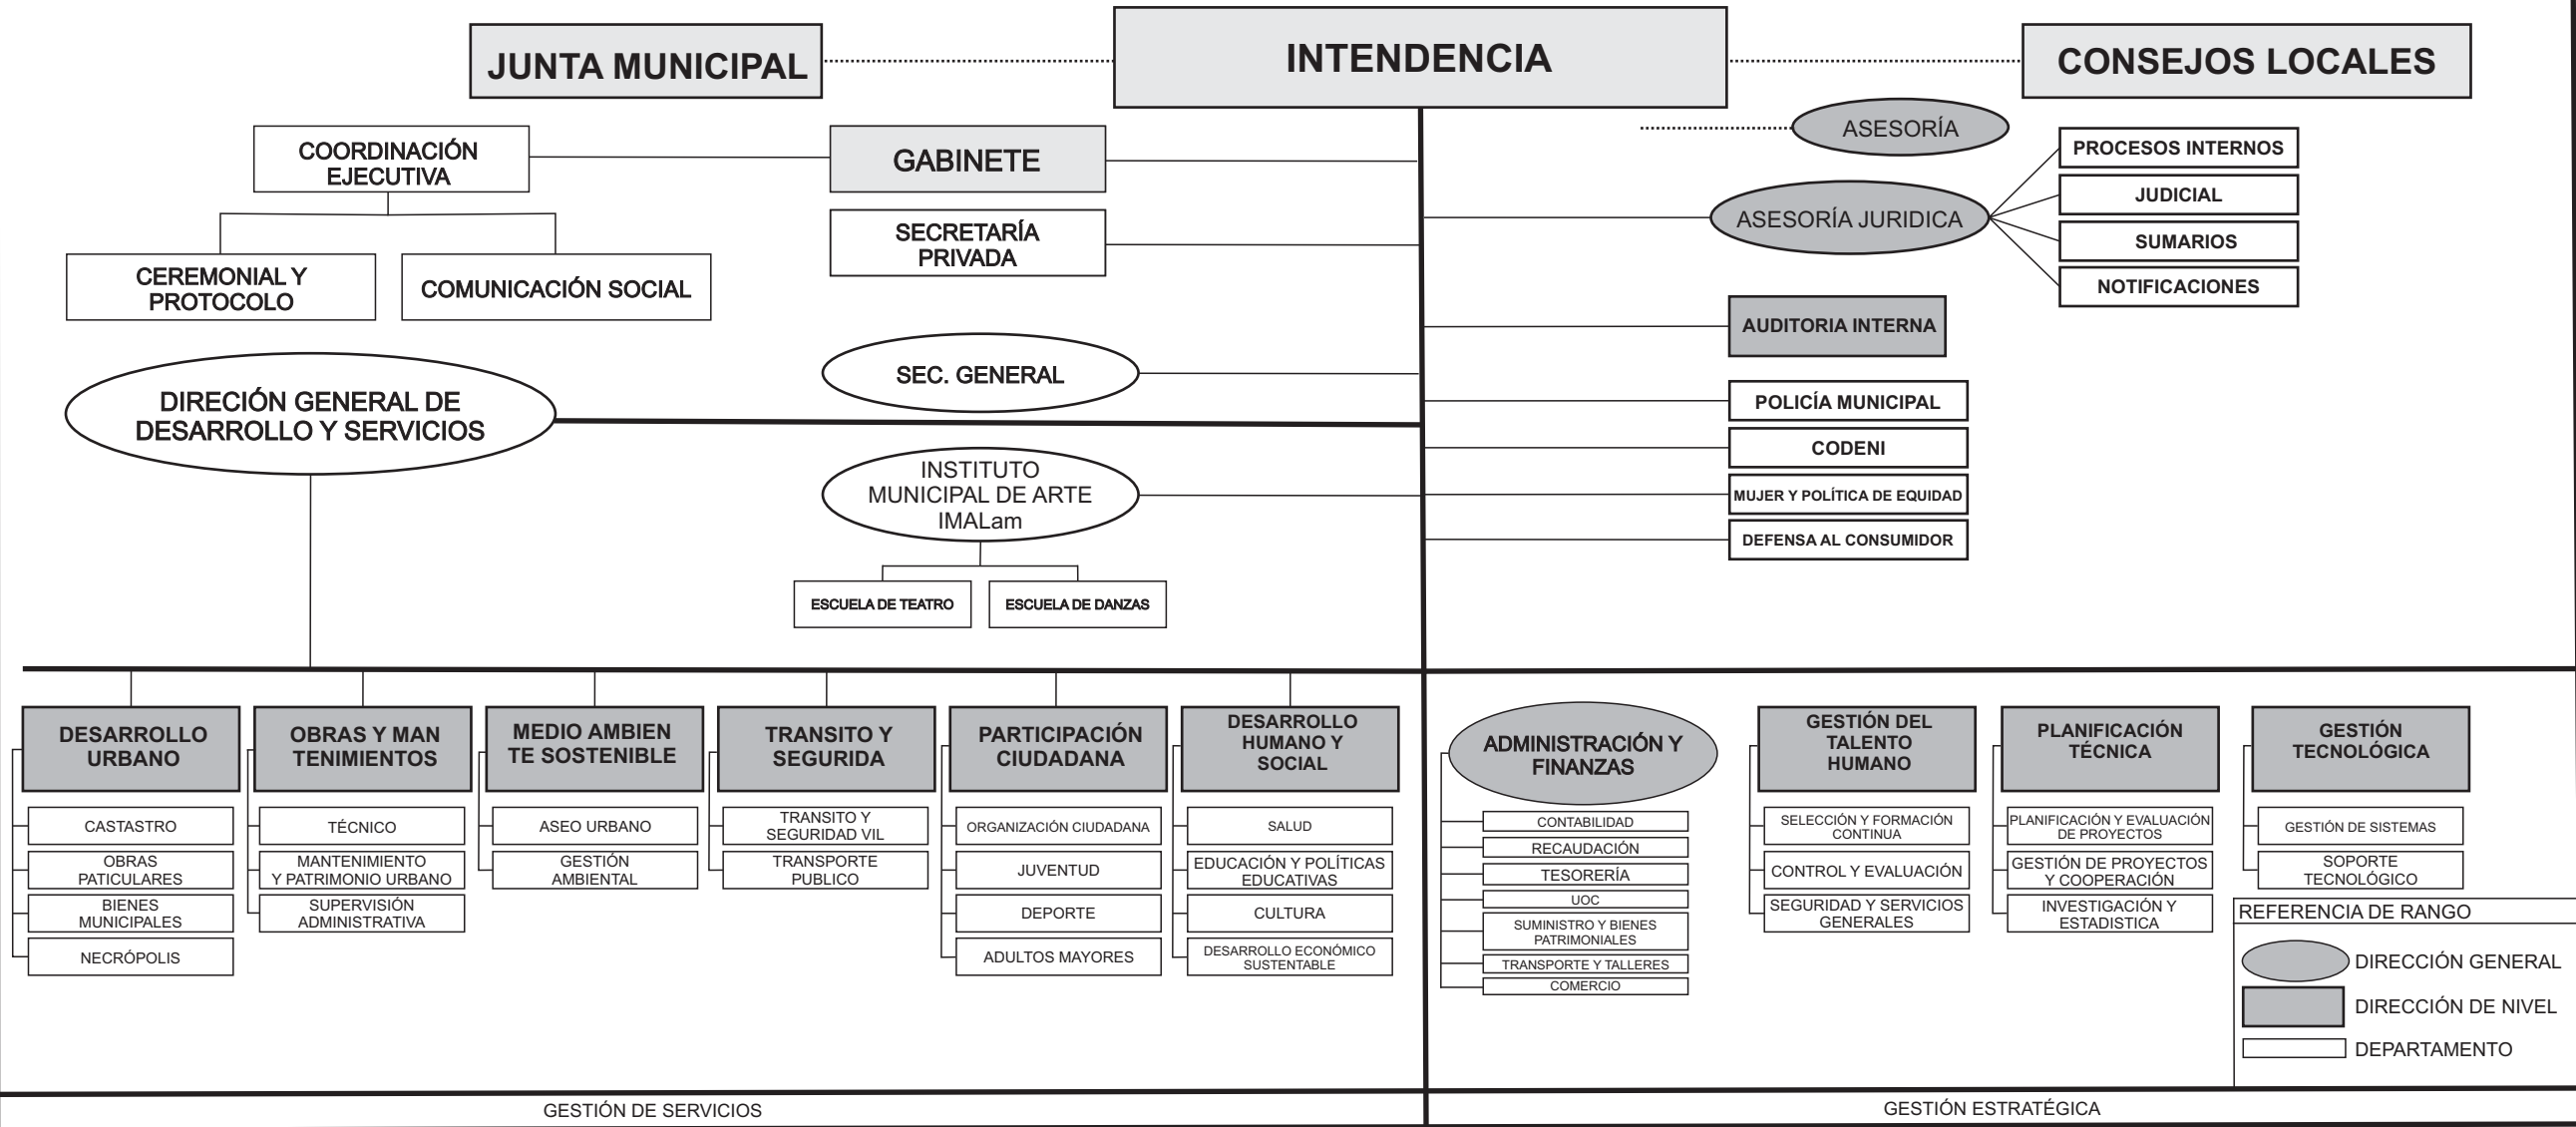 JUNTA MUNICIPAL
INTENDENCIA
CONSEJOS LOCALES
COORDINACIÓN
EJECUTIVA
GABINETE
SECRETARÍA
PRIVADA
CEREMONIAL Y
PROTOCOLO
COMUNICACIÓN SOCIAL
ASESORÍA
ASESORÍA JURIDICA
PROCESOS INTERNOS
JUDICIAL
SUMARIOS
NOTIFICACIONES
AUDITORIA INTERNA
SEC. GENERAL
DIRECIÓN GENERAL DE
DESARROLLO Y SERVICIOS
POLICÍA MUNICIPAL
CODENI
MUJER Y POLÍTICA DE EQUIDAD
DEFENSA AL CONSUMIDOR
INSTITUTO
MUNICIPAL DE ARTE
IMALam
ESCUELA DE TEATRO
ESCUELA DE DANZAS
DESARROLLO
URBANO
CASTASTRO
OBRAS
PATICULARES
BIENES
MUNICIPALES
NECRÓPOLIS
OBRAS Y MAN
TENIMIENTOS
TÉCNICO
MANTENIMIENTO
Y PATRIMONIO URBANO
SUPERVISIÓN
ADMINISTRATIVA
MEDIO AMBIEN
TE SOSTENIBLE
ASEO URBANO
GESTIÓN
AMBIENTAL
TRANSITO Y
SEGURIDA
TRANSITO Y
SEGURIDAD VIL
TRANSPORTE
PUBLICO
PARTICIPACIÓN
CIUDADANA
ORGANIZACIÓN CIUDADANA
JUVENTUD
DEPORTE
ADULTOS MAYORES
DESARROLLO
HUMANO Y
SOCIAL
SALUD
EDUCACIÓN Y POLÍTICAS
EDUCATIVAS
CULTURA
DESARROLLO ECONÓMICO
SUSTENTABLE
ADMINISTRACIÓN Y
FINANZAS
CONTABILIDAD
RECAUDACIÓN
TESORERÍA
UOC
SUMINISTRO Y BIENES
PATRIMONIALES
TRANSPORTE Y TALLERES
COMERCIO
GESTIÓN DEL
TALENTO
HUMANO
SELECCIÓN Y FORMACIÓN
CONTINUA
CONTROL Y EVALUACIÓN
SEGURIDAD Y SERVICIOS
GENERALES
PLANIFICACIÓN
TÉCNICA
PLANIFICACIÓN Y EVALUACIÓN
DE PROYECTOS
GESTIÓN DE PROYECTOS
Y COOPERACIÓN
INVESTIGACIÓN Y
ESTADISTICA
GESTIÓN
TECNOLÓGICA
GESTIÓN DE SISTEMAS
SOPORTE
TECNOLÓGICO
REFERENCIA DE RANGO
DIRECCIÓN GENERAL
DIRECCIÓN DE NIVEL
DEPARTAMENTO
GESTIÓN DE SERVICIOS
GESTIÓN ESTRATÉGICA